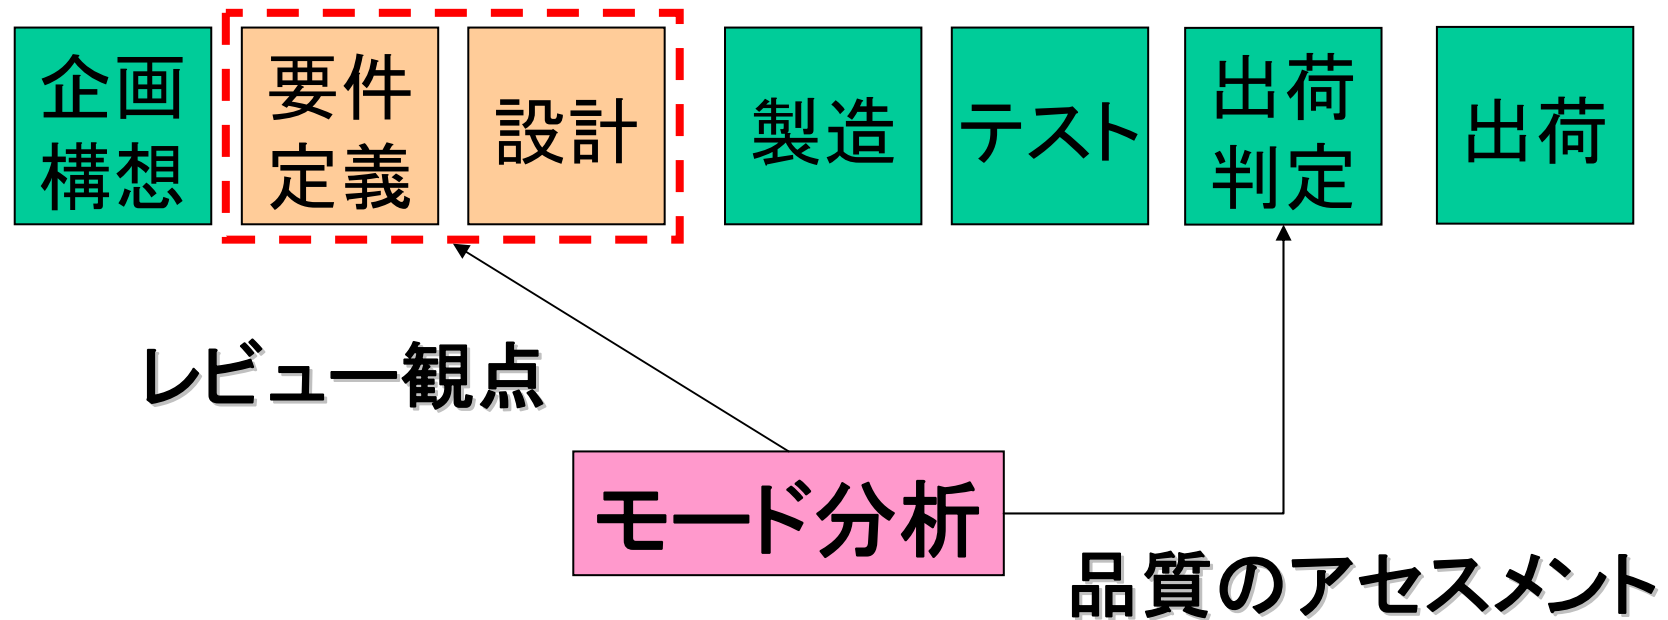 企画
構想
要件
定義
設計
製造
テスト
出荷
判定
出荷
レビュー観点
モード分析
品質のアセスメント